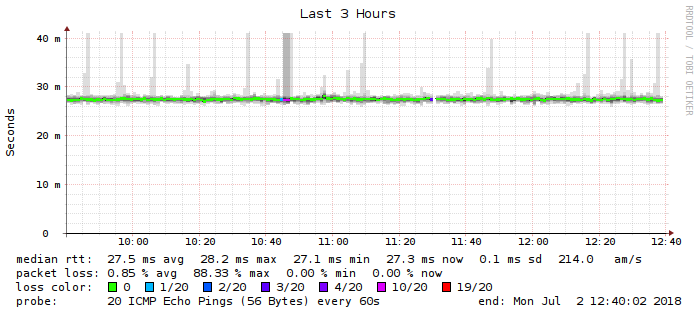 Last 3 Hours
RRDTOOL / TOBI OETIKER
Seconds
40 m
30 m
20 m
10 m
0
10:00 10:20 10:40 11:00 11:20 11:40 12:00 12:20 12:40
median rtt: 27.5 ms avg 28.2 ms max 27.1 ms min 27.3 ms now 0.1 ms sd 214.0 am/s
packet loss: 0.85 % avg 88.33 % max 0.00 % min 0.00 % now
loss color: 0 1/20 2/20 3/20 4/20 10/20 19/20
probe: 20 ICMP Echo Pings (56 Bytes) every 60s end: Mon Jul 2 12:40:02 2018